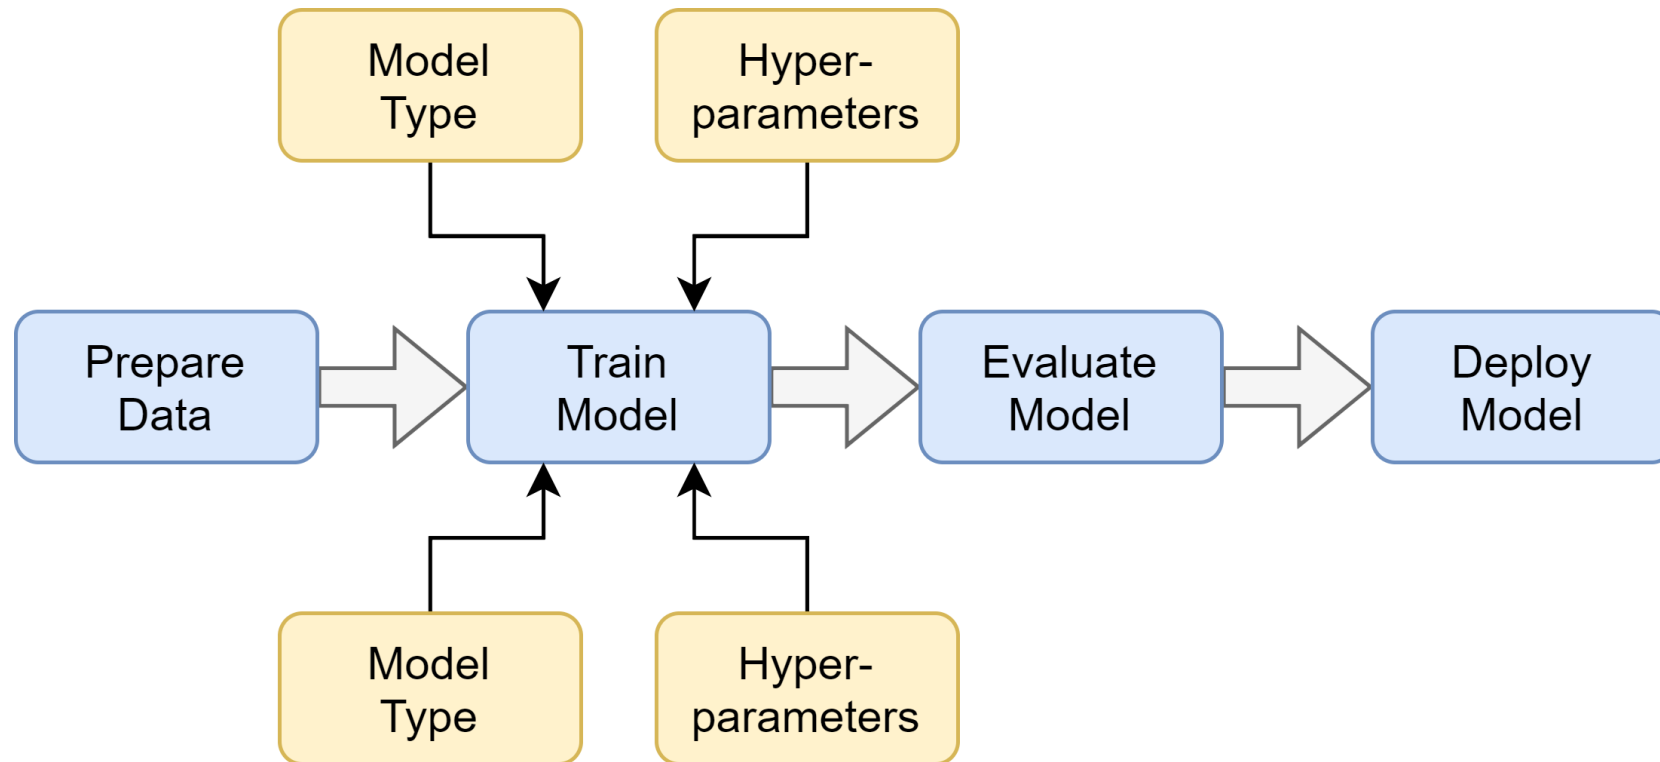 Model
Type
Hyper-
parameters
Prepare
Data
Train
Model
Evaluate
Model
Deploy
Model
Model
Type
Hyper-
parameters